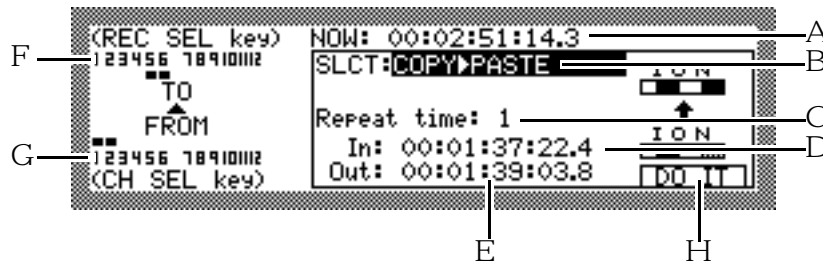 (REC SEL key)
NOW: 00:02:51:14.3
A
F
123456 789101112
SLCT:COPY▶PASTE
B
I O N
TO
FROM
Repeat time: 1
C
I O N
G
In: 00:01:37:22.4
D
123456 789101112
(CH SEL key)
Out: 00:01:39:03.8
DO IT
E
H